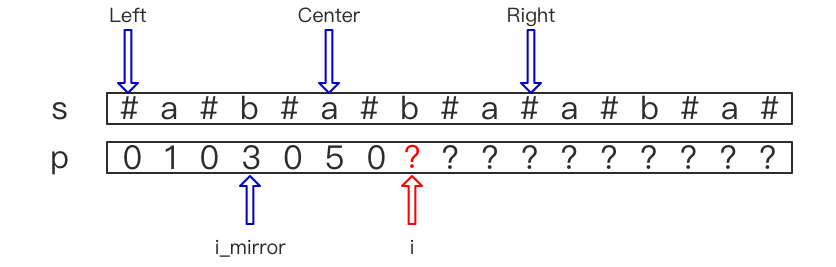 Left Center Right
s # a # b # a # b # a # a # b # a #
p 0 1 0 3 0 5 0 ? ? ? ? ? ? ? ? ? ?
i_mirror i